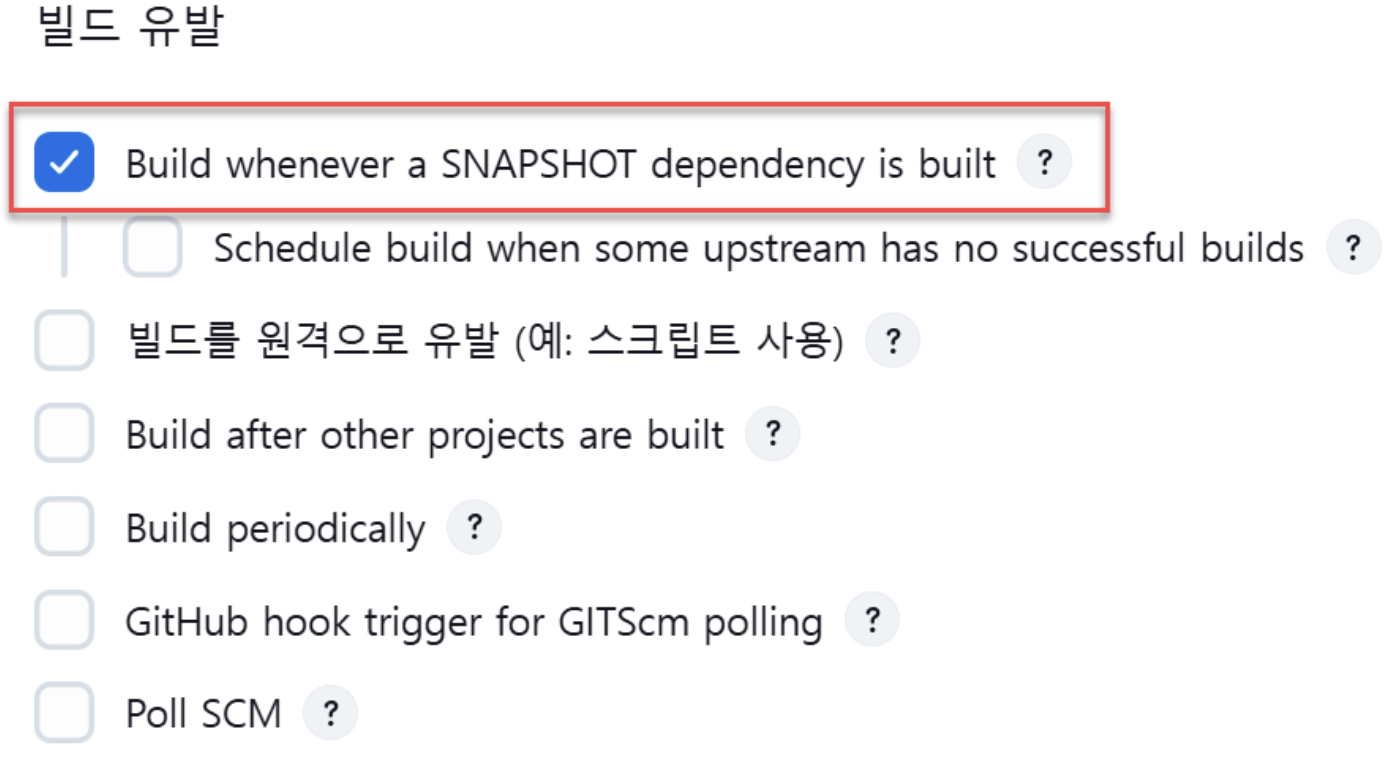 빌드 유발
Build whenever a SNAPSHOT dependency is built ?
Schedule build when some upstream has no successful builds ?
빌드를 원격으로 유발 (예: 스크립트 사용) ?
Build after other projects are built ?
Build periodically ?
GitHub hook trigger for GITScm polling ?
Poll SCM ?